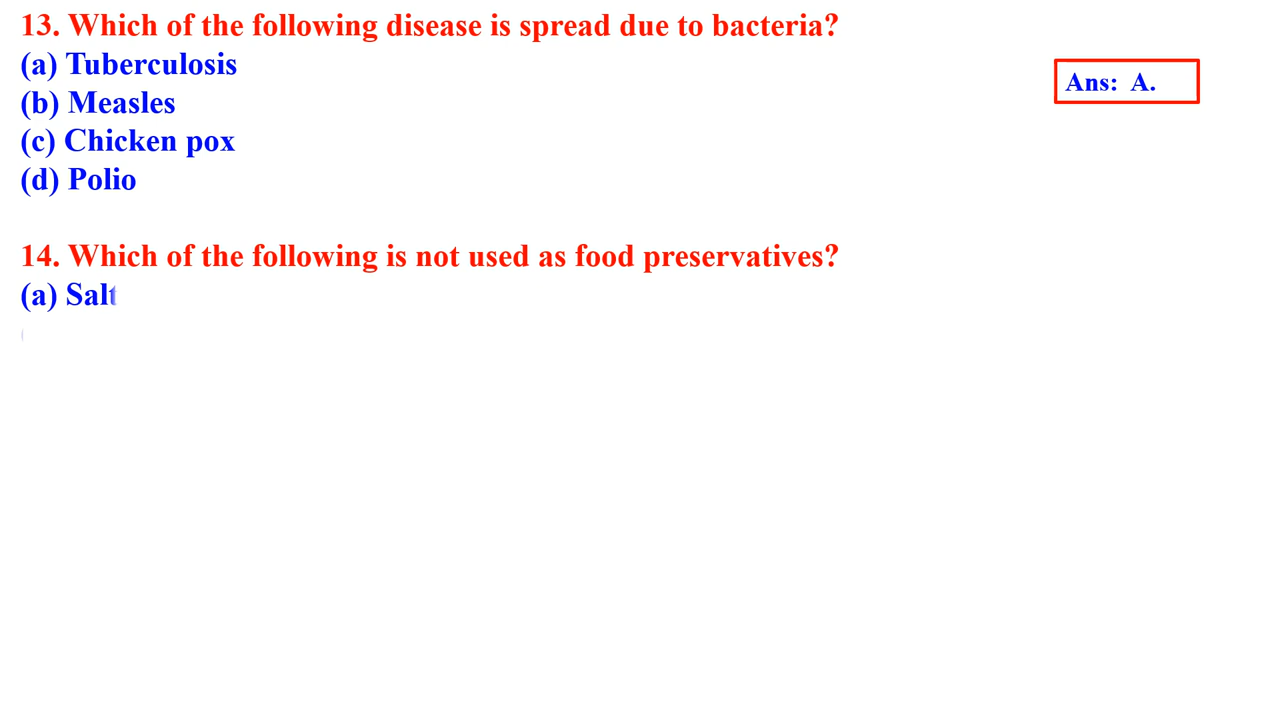 13. Which of the following disease is spread due to bacteria?
(a) Tuberculosis
Ans: A.
(b) Measles
(c) Chicken pox
(d) Polio
14. Which of the following is not used as food preservatives?
(a) Salt
(